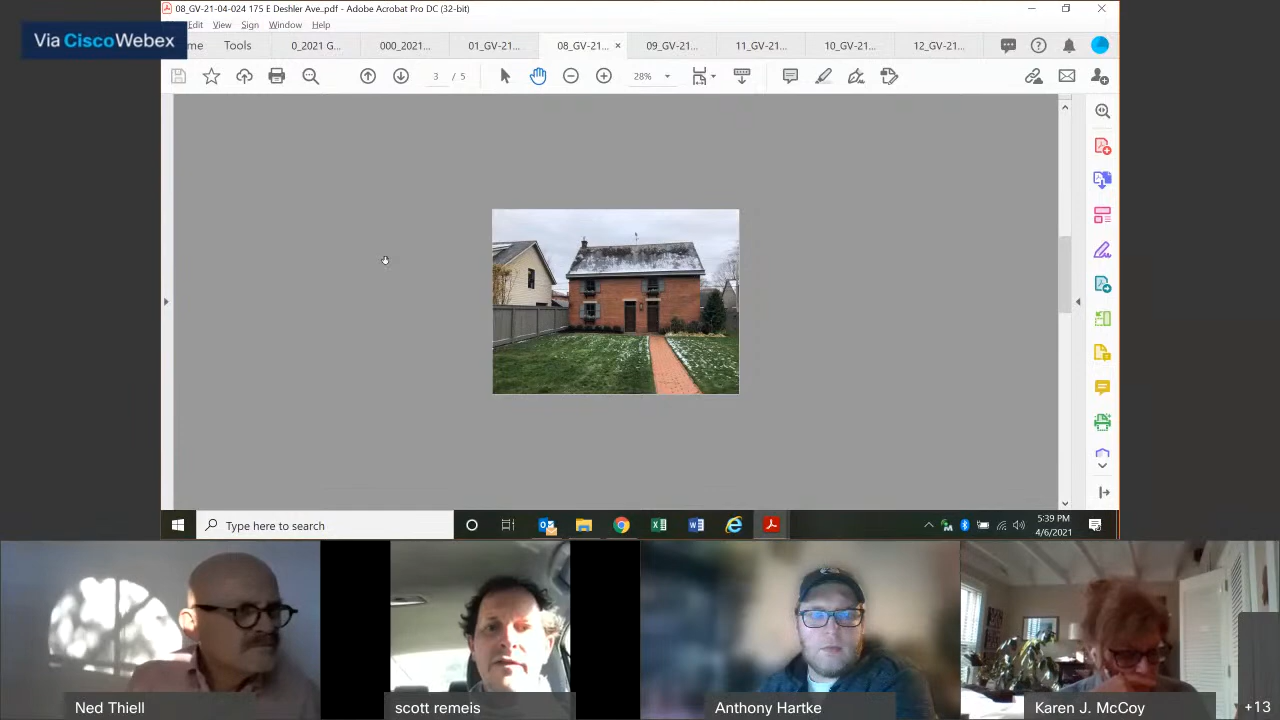 08_GV-21-04-024 175 E Deshler Ave..pdf - Adobe Acrobat Pro DC (32-bit)
Via Cisco Webex
Edit View Sign Window Help
me Tools 0_2021 G... 000_2021... 01_GV-21-... 08_GV-21... × 09_GV-21... 11_GV-21... 10_GV-21... 12_GV-21...
3 / 5 28%
Type here to search
5:39 PM
4/6/2021
Ned Thiell
scott remeis
Anthony Hartke
Karen J. McCoy
+13